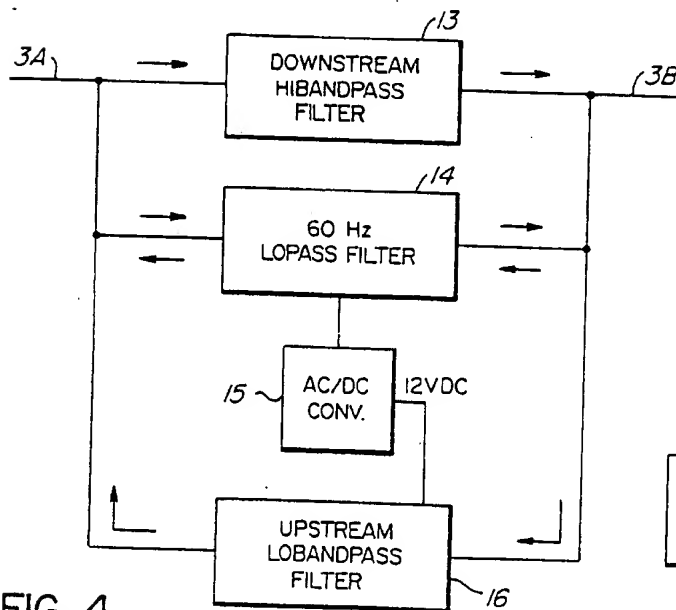 13
3A
DOWNSTREAM
HIBANDPASS
FILTER
3B
14
60 Hz
LOPASS FILTER
15
AC/DC
CONV.
12VDC
UPSTREAM
LOBANDPASS
FILTER
16
FIG. 4